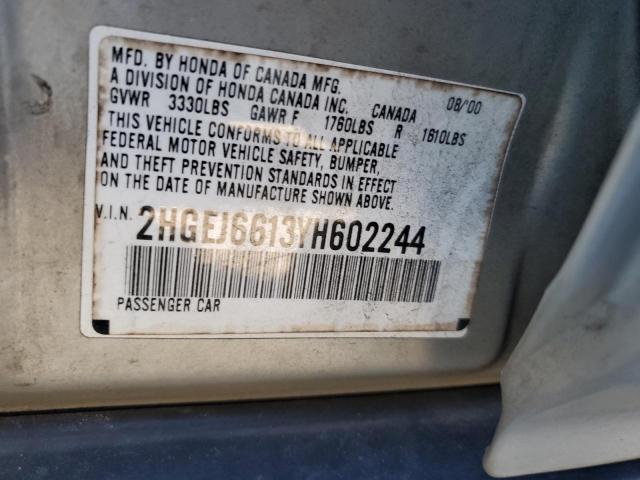 MFD. BY HONDA OF CANADA MFG.
A DIVISION OF HONDA CANADA INC. CANADA 08/00
GVWR 3330LBS GAWR F 1760LBS R 1610LBS
THIS VEHICLE CONFORMS TO ALL APPLICABLE
FEDERAL MOTOR VEHICLE SAFETY, BUMPER,
AND THEFT PREVENTION STANDARDS IN EFFECT
ON THE DATE OF MANUFACTURE SHOWN ABOVE.
V.I.N. 2HGEJ6613YH602244
PASSENGER CAR